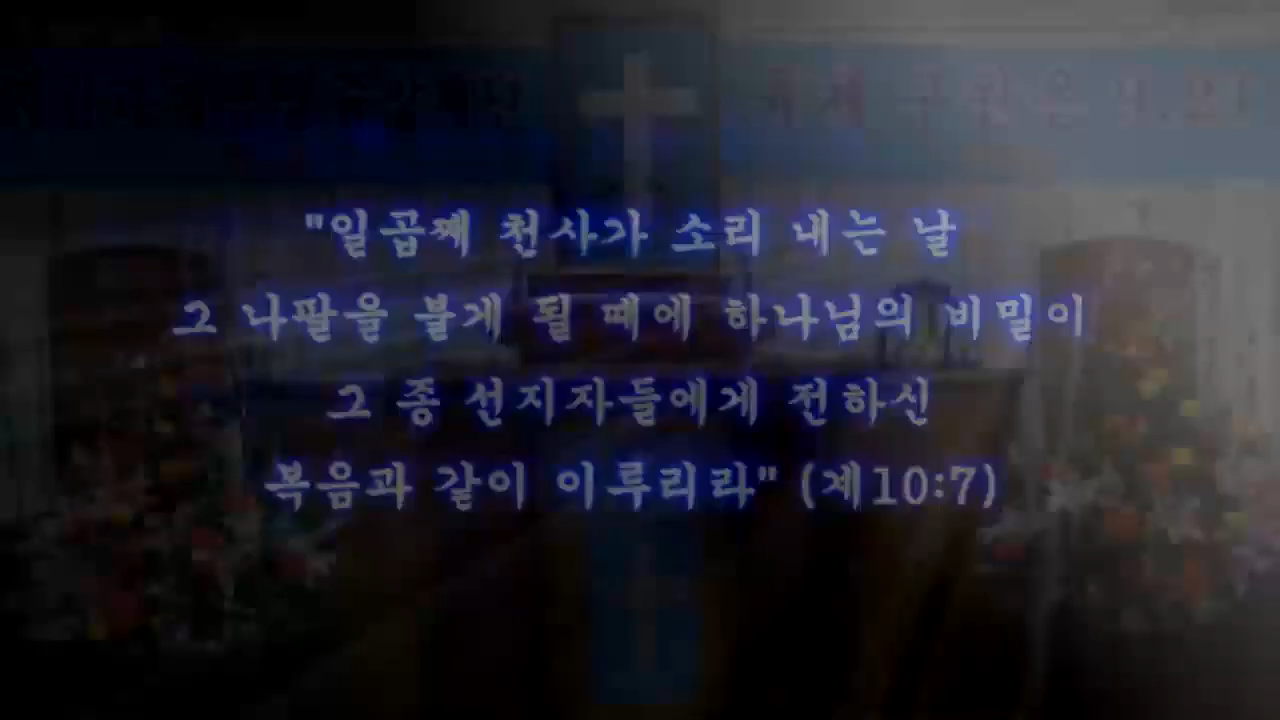 "일곱째 천사가 소리 내는 날
그 나팔을 불게 될 때에 하나님의 비밀이
그 종 선지자들에게 전하신
복음과 같이 이루리라" (계10:7)